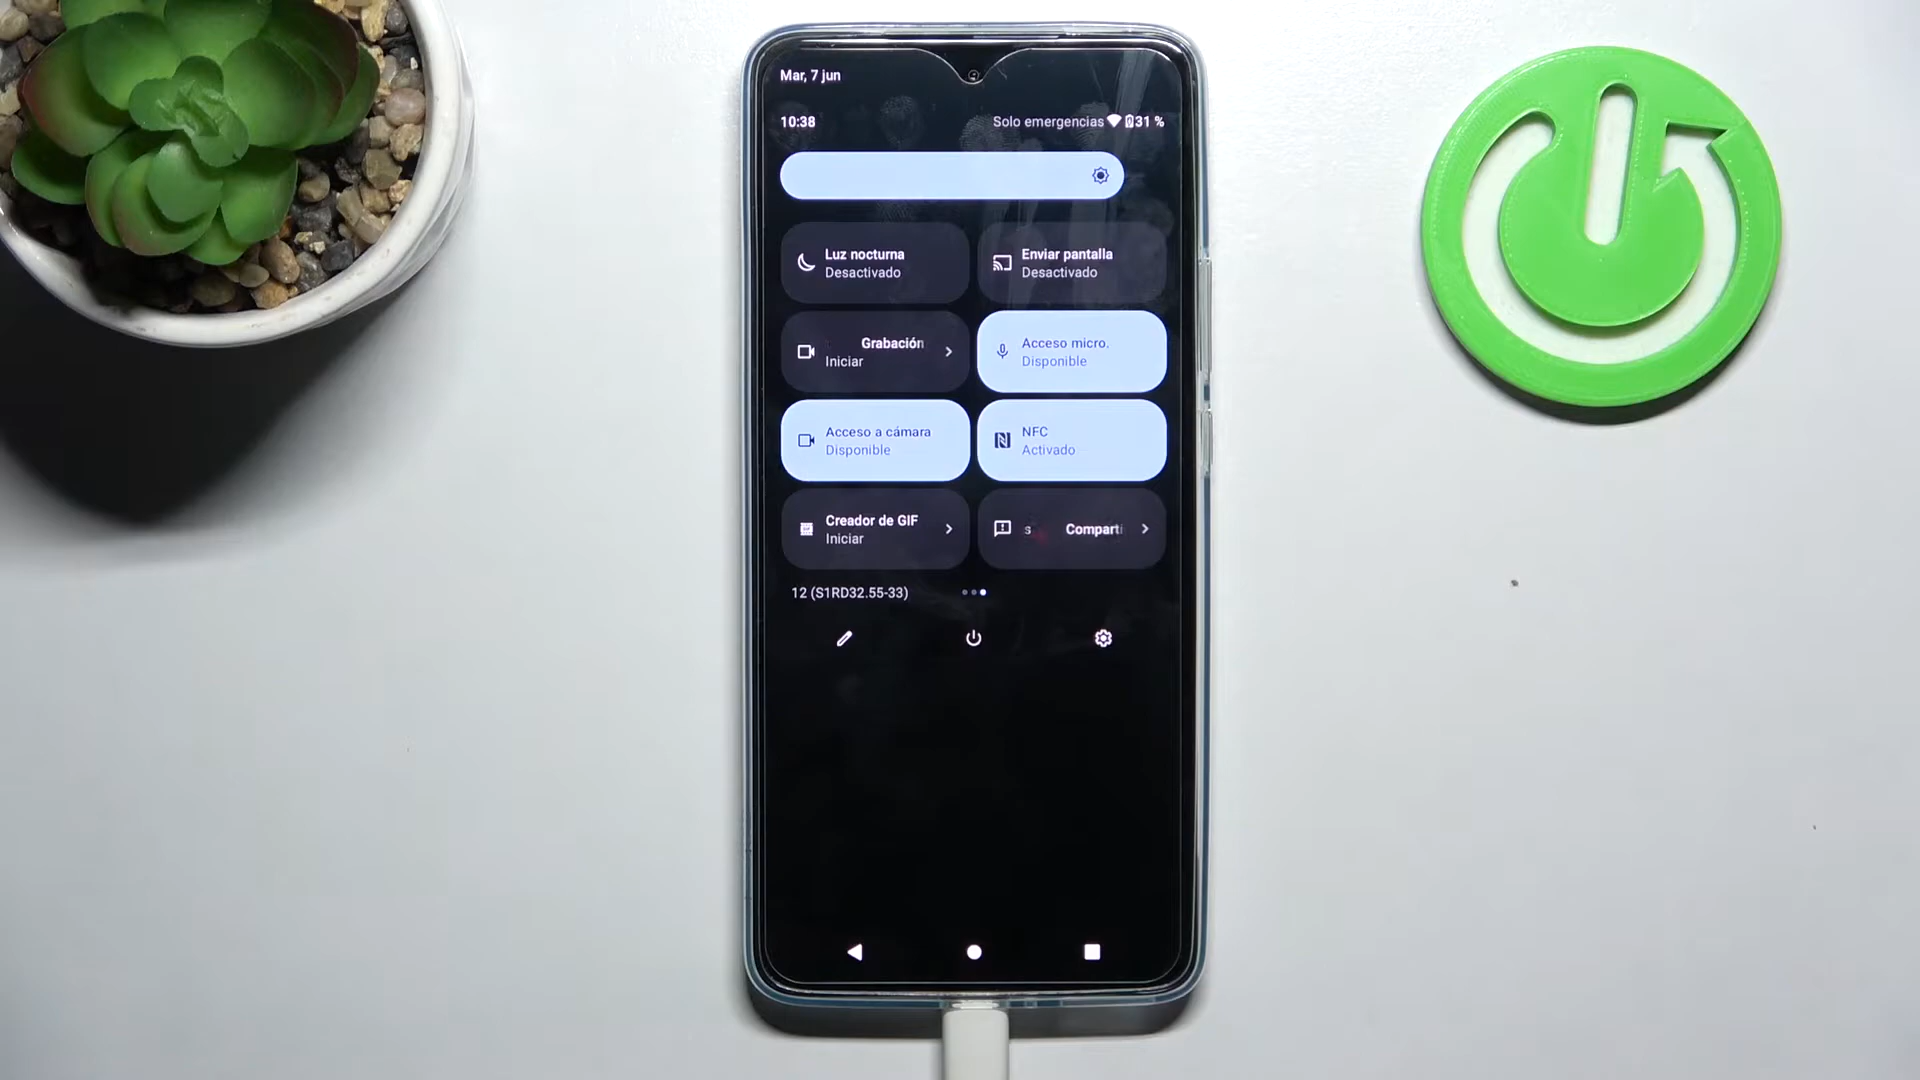 Mar, 7 jun
10:38 Solo emergencias 31 %
Luz nocturna
Desactivado
Enviar pantalla
Desactivado
Grabación
Iniciar
Acceso micro.
Disponible
Acceso a cámara
Disponible
NFC
Activado
Creador de GIF
Iniciar
s Comparti
12 (S1RD32.55-33)